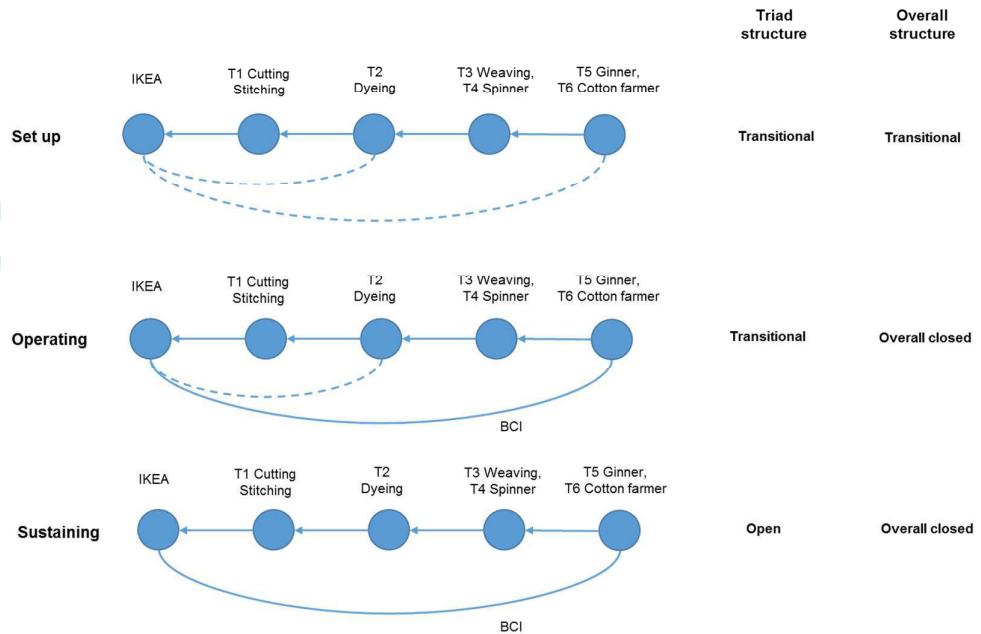 Triad
structure
Overall
structure
IKEA
T1 Cutting
Stitching
T2
Dyeing
T3 Weaving,
T4 Spinner
T5 Ginner,
T6 Cotton farmer
Set up
Transitional
Transitional
IKEA
T1 Cutting
Stitching
T2
Dyeing
T3 Weaving,
T4 Spinner
T5 Ginner,
T6 Cotton farmer
Operating
Transitional
Overall closed
BCI
IKEA
T1 Cutting
Stitching
T2
Dyeing
T3 Weaving,
T4 Spinner
T5 Ginner,
T6 Cotton farmer
Sustaining
Open
Overall closed
BCI